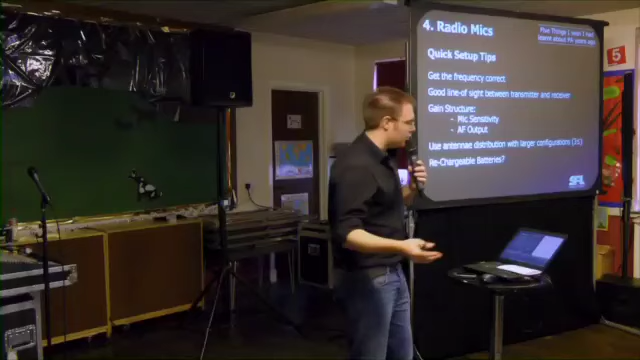 4. Radio Mics
Five Things I wish I had
learnt about PA years ago
Quick Setup Tips
Get the frequency correct
Good line-of sight between transmitter and receiver
Gain Structure:
- Mic Sensitivity
- AF Output
Use antennae distribution with larger configurations (3+)
Re-Chargeable Batteries?
SFL
5